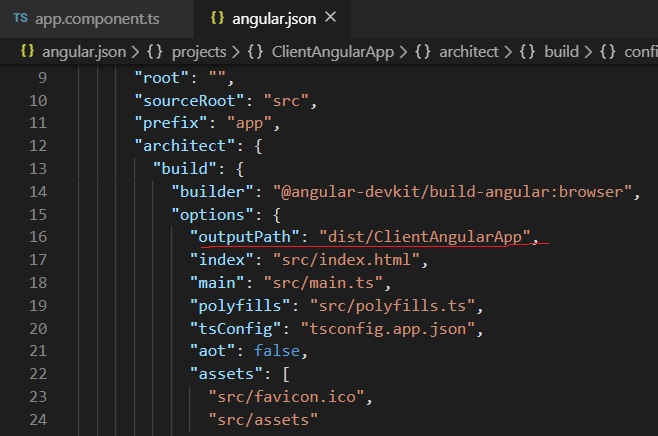 TS app.component.ts {} angular.json ×
{} angular.json > {} projects > {} ClientAngularApp > {} architect > {} build > {} confi
9 "root": "",
10 "sourceRoot": "src",
11 "prefix": "app",
12 "architect": {
13 "build": {
14 "builder": "@angular-devkit/build-angular:browser",
15 "options": {
16 "outputPath": "dist/ClientAngularApp",
17 "index": "src/index.html",
18 "main": "src/main.ts",
19 "polyfills": "src/polyfills.ts",
20 "tsConfig": "tsconfig.app.json",
21 "aot": false,
22 "assets": [
23 "src/favicon.ico",
24 "src/assets"